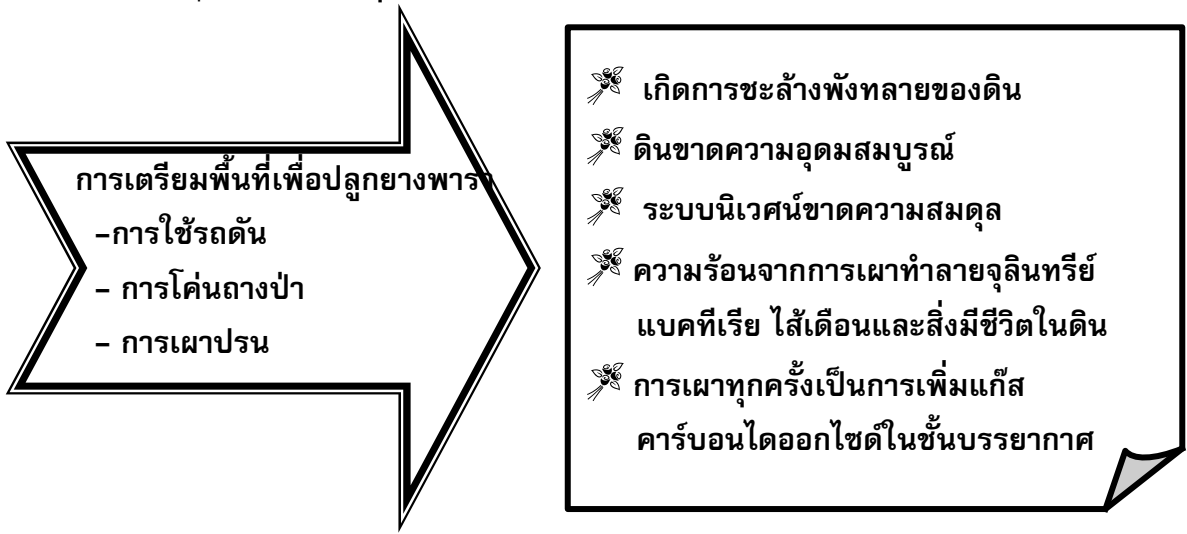 การเตรียมพื้นที่เพื่อปลูกยางพารา
-การใช้รถดัน
- การโค่นถางป่า
- การเผาปรน
เกิดการชะล้างพังทลายของดิน
ดินขาดความอุดมสมบูรณ์
ระบบนิเวศน์ขาดความสมดุล
ความร้อนจากการเผาทำลายจุลินทรีย์
แบคทีเรีย ไส้เดือนและสิ่งมีชีวิตในดิน
การเผาทุกครั้งเป็นการเพิ่มแก๊ส
คาร์บอนไดออกไซด์ในชั้นบรรยากาศ